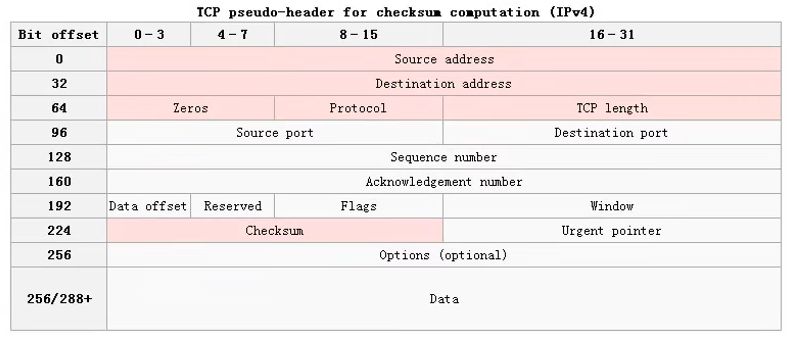 TCP pseudo-header for checksum computation (IPv4)
Bit offset 0-3 4-7 8-15 16-31
0 Source address
32 Destination address
64 Zeros Protocol TCP length
96 Source port Destination port
128 Sequence number
160 Acknowledgement number
192 Data offset Reserved Flags Window
224 Checksum Urgent pointer
256 Options (optional)
256/288+ Data